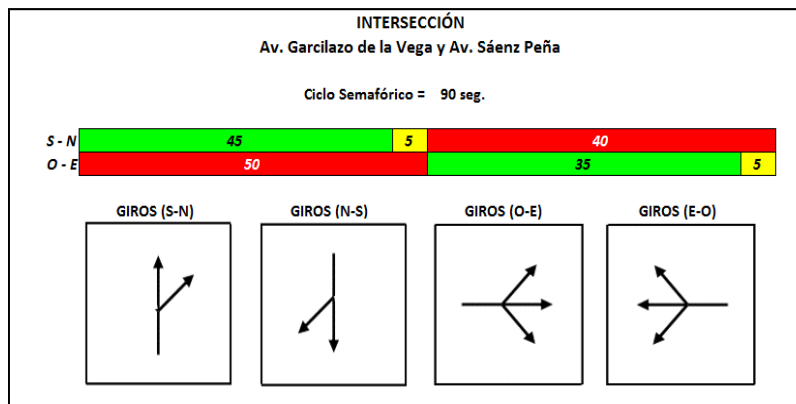 INTERSECCIÓN
Av. Garcilazo de la Vega y Av. Sáenz Peña
Ciclo Semafórico = 90 seg.
S - N 45 5 40
O - E 50 35 5
GIROS (S-N) GIROS (N-S) GIROS (O-E) GIROS (E-O)